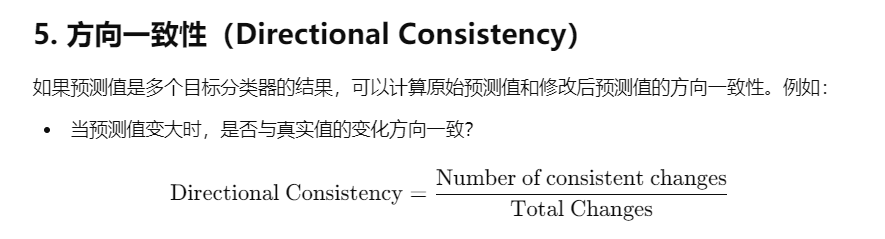 5. 方向一致性（Directional Consistency）
如果预测值是多个目标分类器的结果，可以计算原始预测值和修改后预测值的方向一致性。例如：
• 当预测值变大时，是否与真实值的变化方向一致？
Directional Consistency = Number of consistent changes / Total Changes